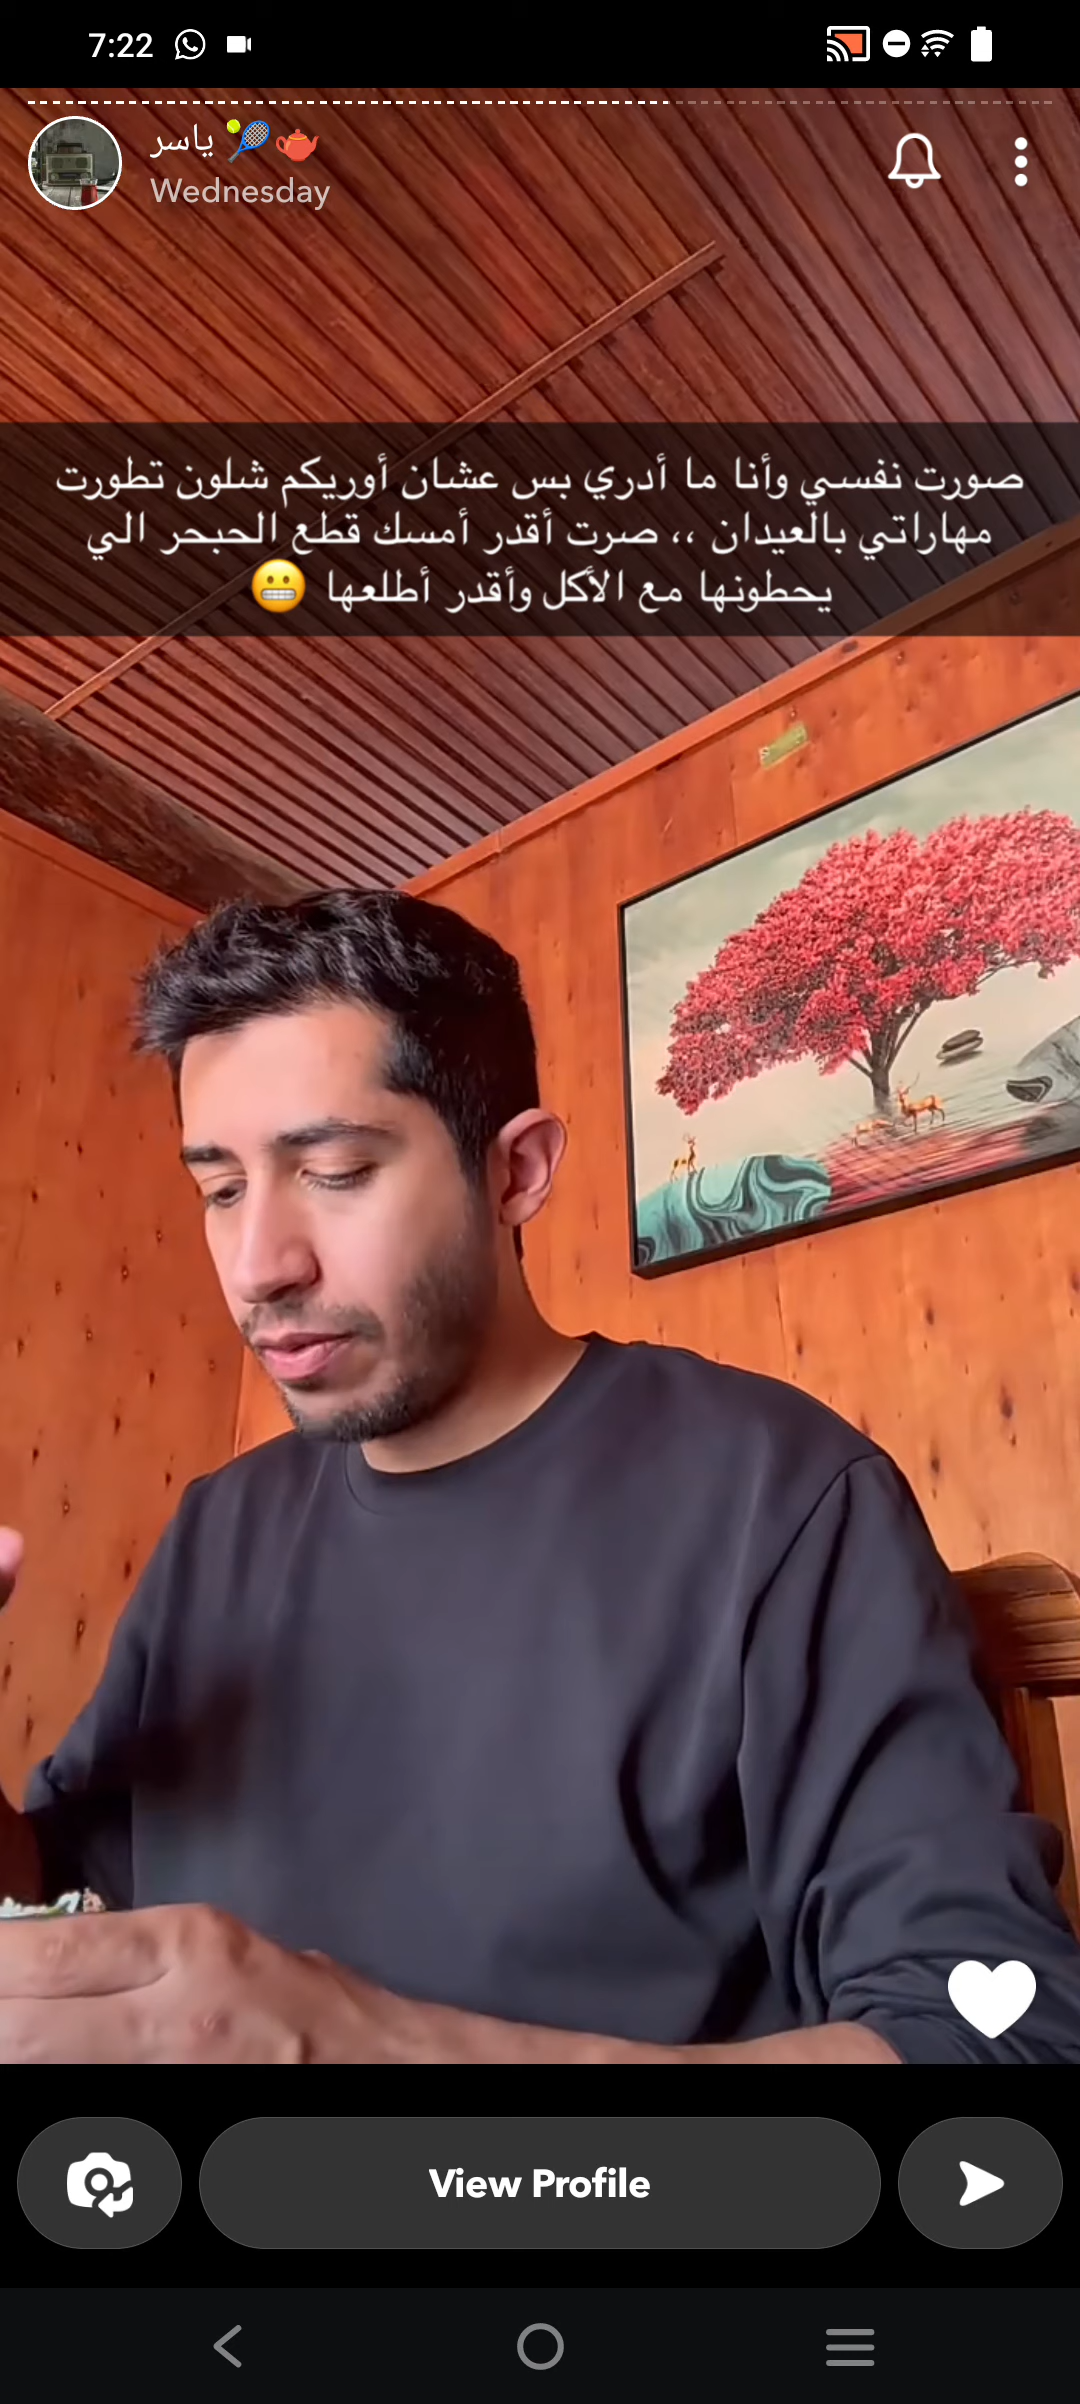 7:22
ياسر 🎾🫖
Wednesday
صورت نفسي وأنا ما أدري بس عشان أوريكم شلون تطورت
مهاراتي بالعيدان ،، صرت أقدر أمسك قطع الحبحر الي
يحطونها مع الأكل وأقدر أطلعها 😬
View Profile